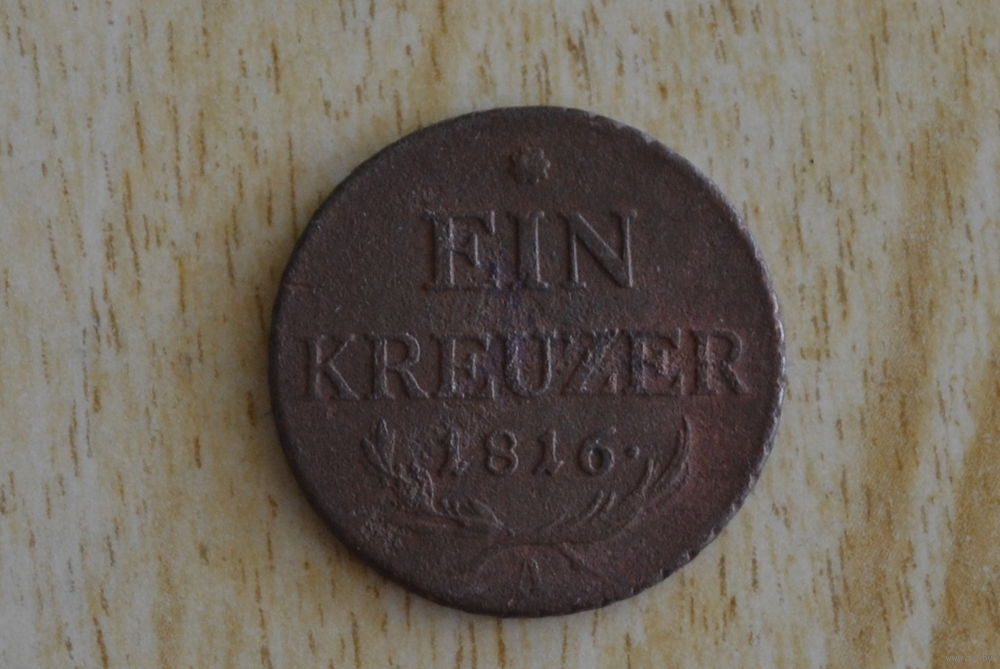 EIN
KREUZER
·1816·
A